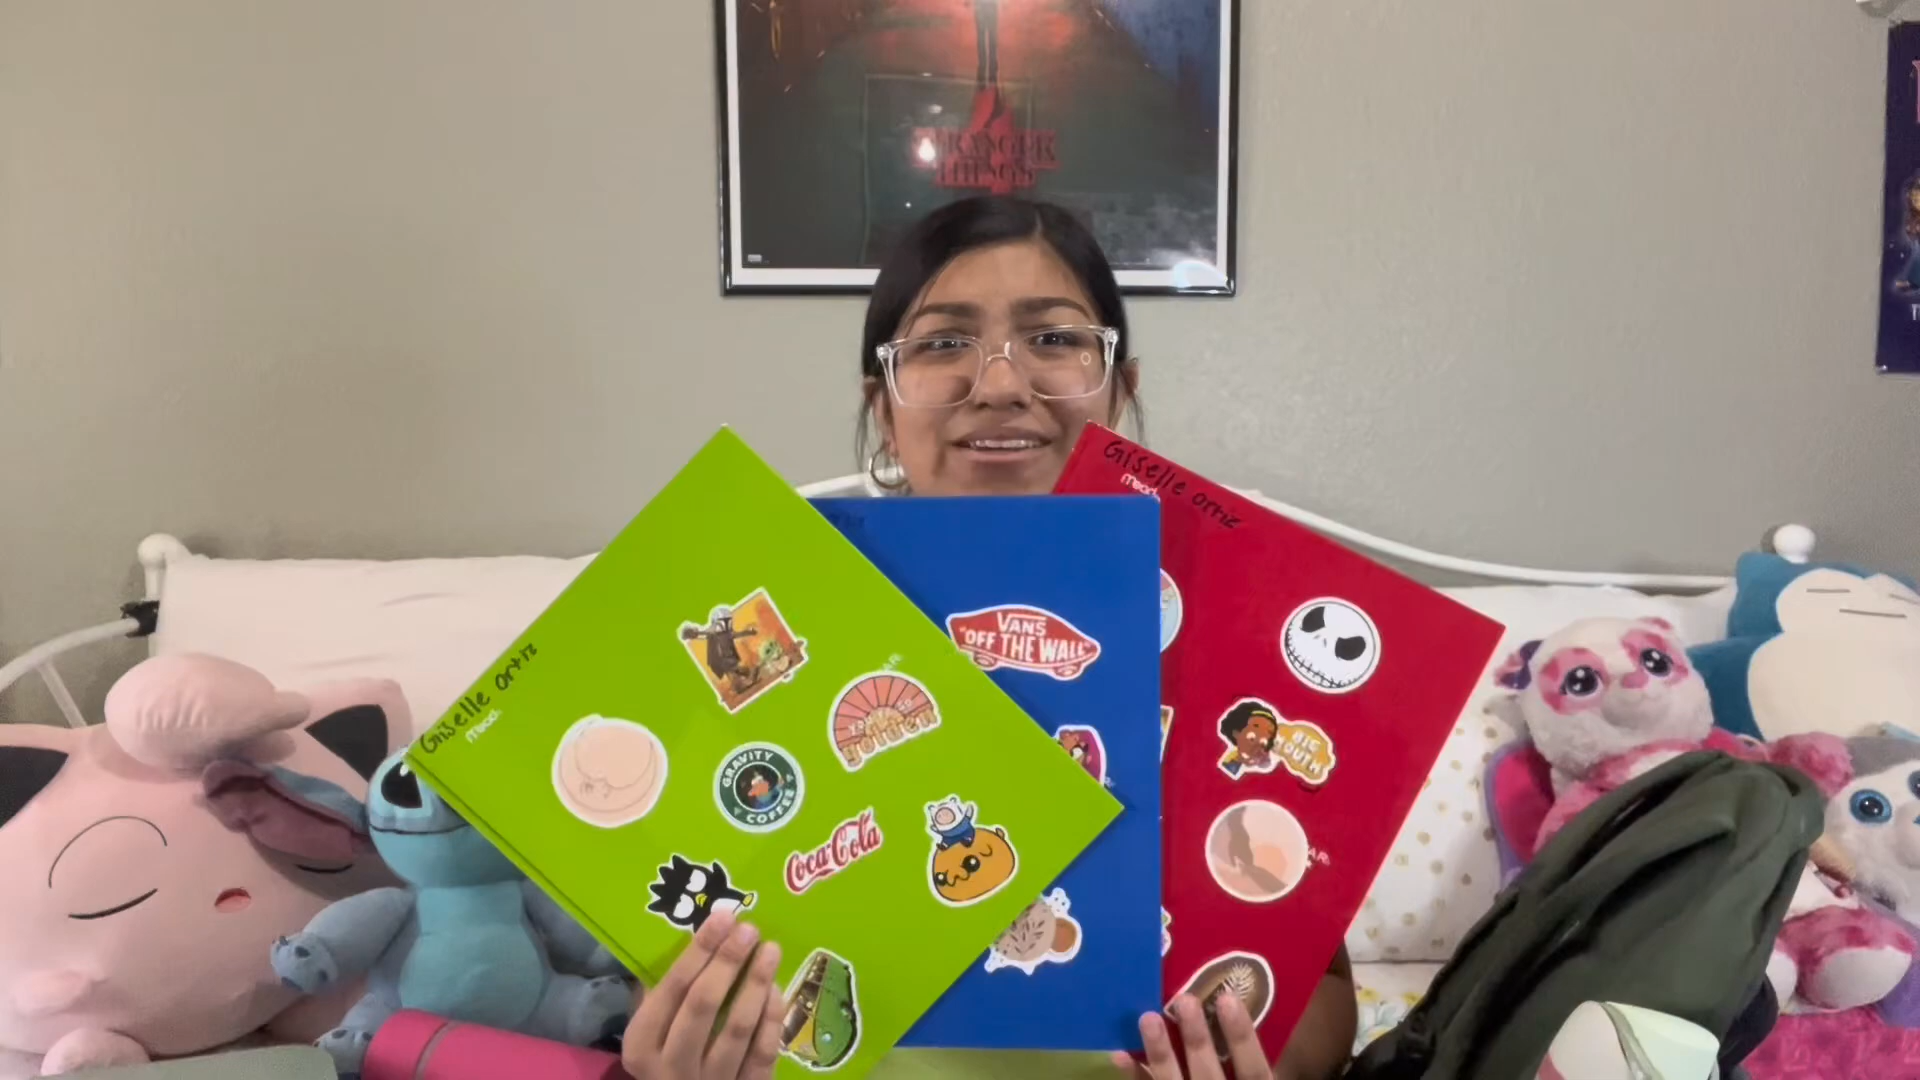 STRANGER
THINGS
Giselle Ortiz
Mead
Giselle Ortiz
Mead
VANS
"OFF THE WALL"
GRAVITY
COFFEE
golden
Coca-Cola
BIG
MOUTH